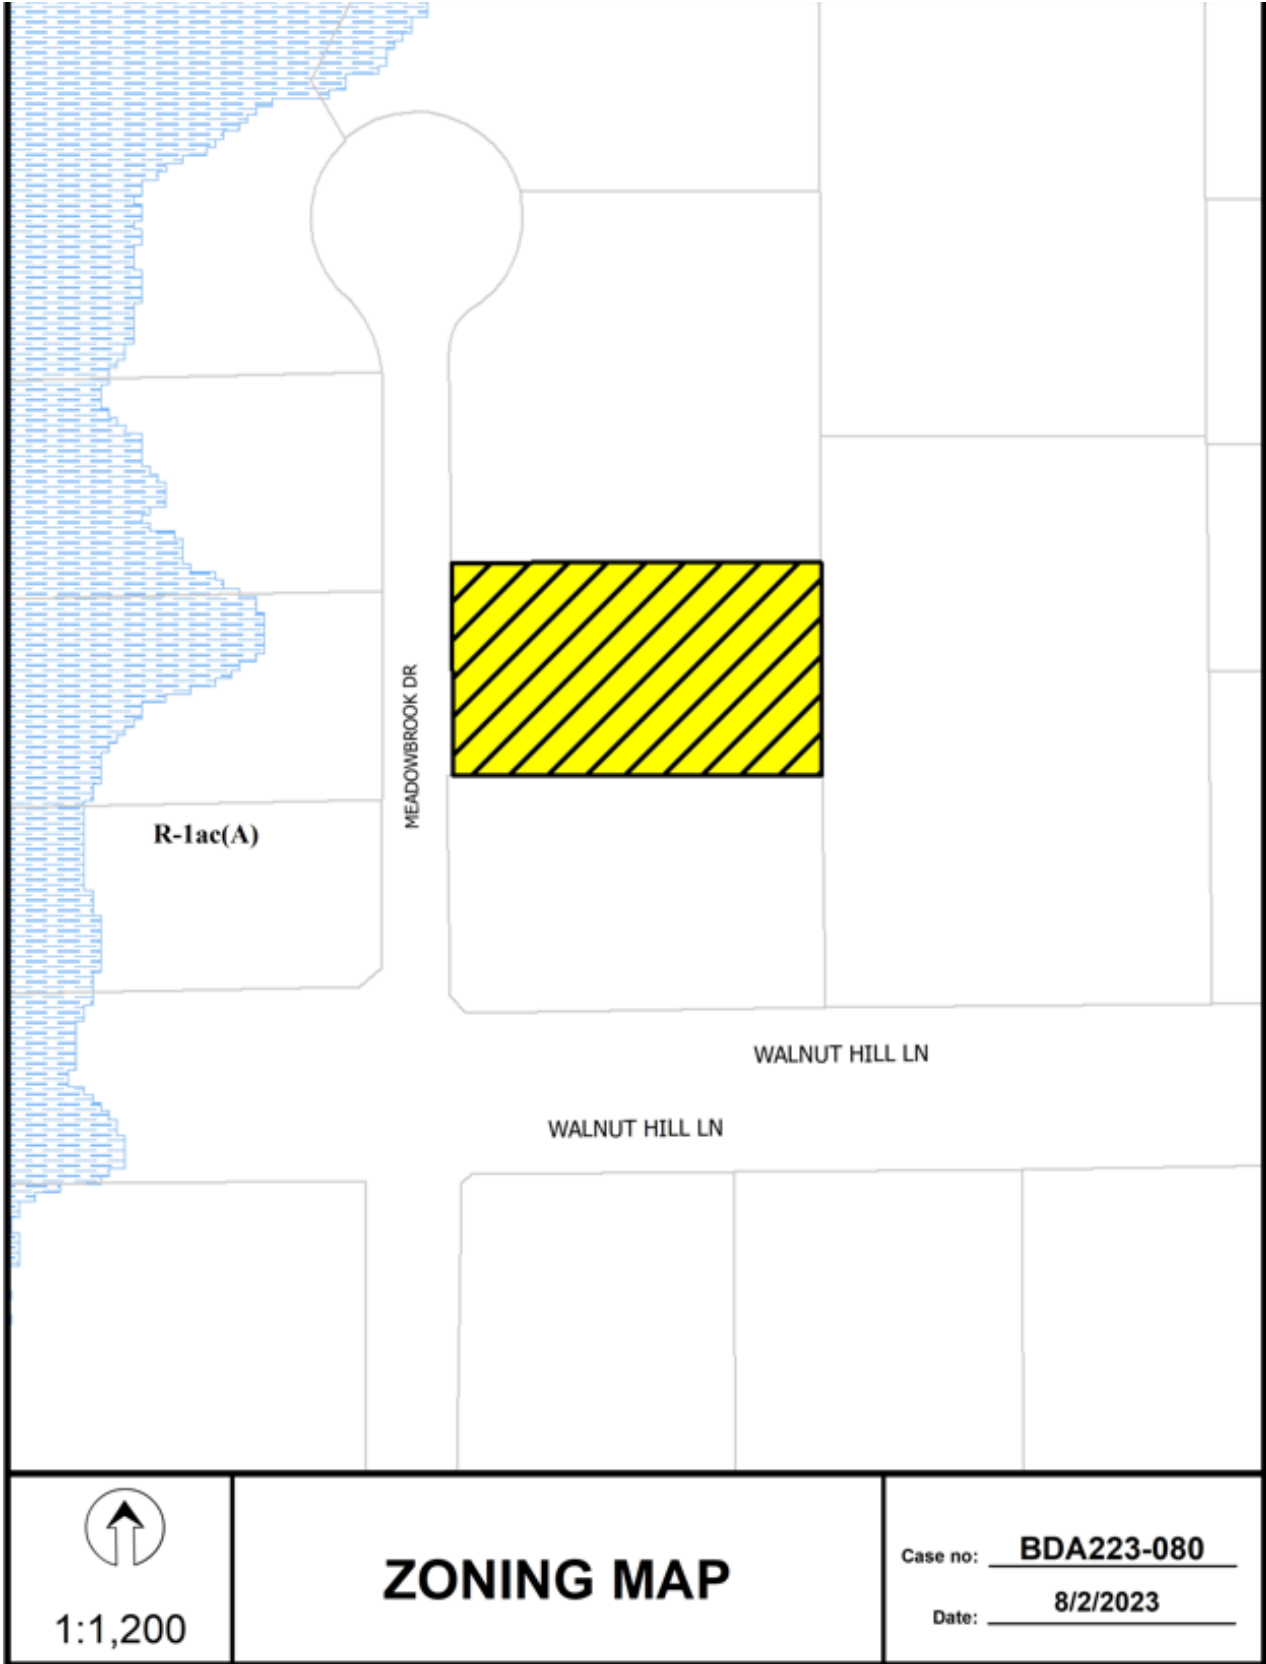 MEADOWBROOK DR
R-1ac(A)
WALNUT HILL LN
WALNUT HILL LN
1:1,200
ZONING MAP
Case no: BDA223-080
Date: 8/2/2023